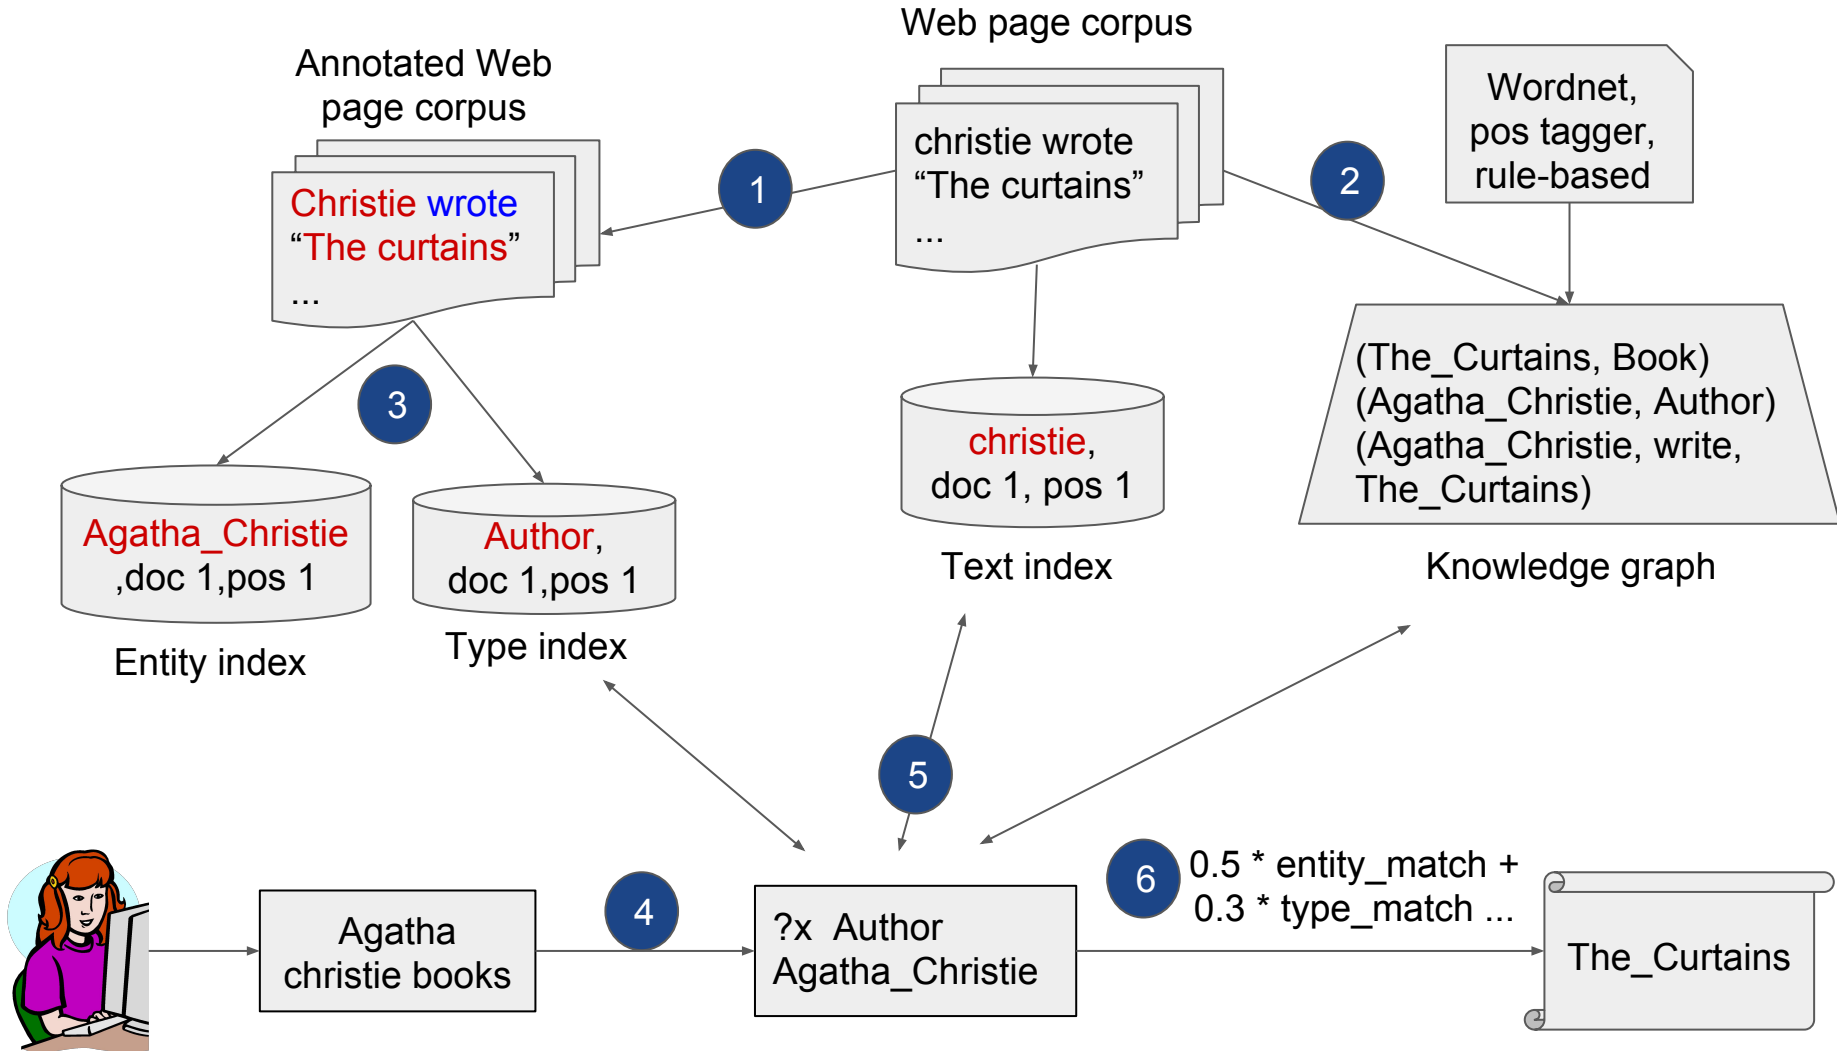 Web page corpus
Annotated Web
page corpus
Christie wrote
“The curtains”
...
1
christie wrote
“The curtains”
...
2
Wordnet,
pos tagger,
rule-based
3
Agatha_Christie
,doc 1,pos 1
Entity index
Author,
doc 1,pos 1
Type index
christie,
doc 1, pos 1
Text index
(The_Curtains, Book)
(Agatha_Christie, Author)
(Agatha_Christie, write,
The_Curtains)
Knowledge graph
5
Agatha
christie books
4
?x  Author
Agatha_Christie
6
0.5 * entity_match +
0.3 * type_match ...
The_Curtains